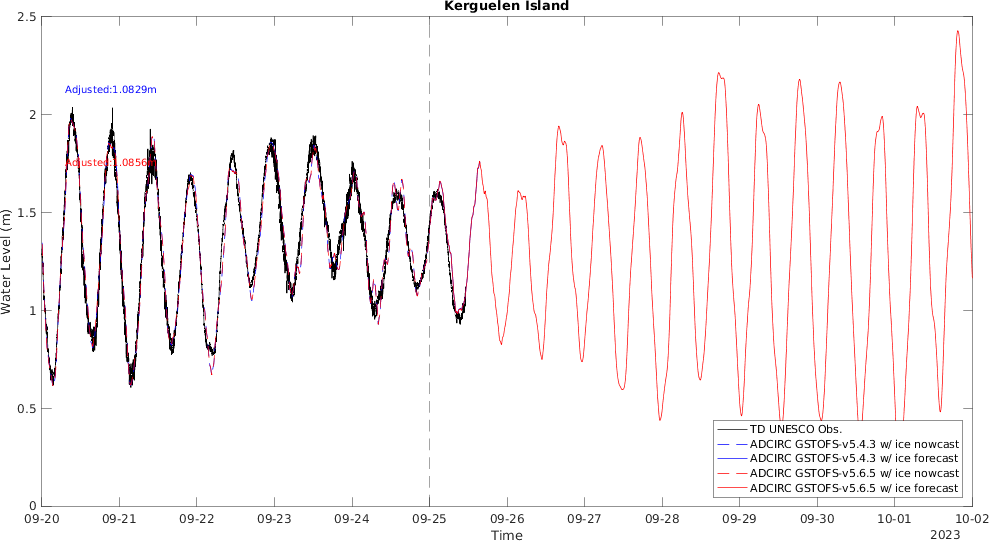 Kerguelen Island
2.5
2
1.5
1
0.5
0
Water Level (m)
Adjusted:1.0829m
Adjusted:1.0856
09-20
09-21
09-22
09-23
09-24
09-25
09-26
09-27
09-28
09-29
09-30
10-01
10-02
Time
2023
TD UNESCO Obs.
ADCIRC GSTOFS-v5.4.3 w/ ice nowcast
ADCIRC GSTOFS-v5.4.3 w/ ice forecast
ADCIRC GSTOFS-v5.6.5 w/ ice nowcast
ADCIRC GSTOFS-v5.6.5 w/ ice forecast